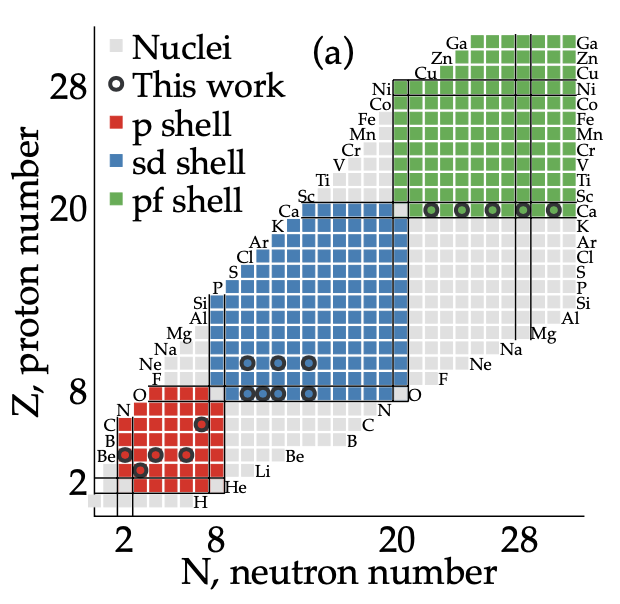 (a)
Nuclei
This work
p shell
sd shell
pf shell
Z, proton number
28
20
8
2
Ga Ga
Zn Zn
Cu Cu
Ni Ni
Co Co
Fe Fe
Mn Mn
Cr Cr
V V
Ti Ti
Sc Sc
Ca Ca
K K
Ar Ar
Cl Cl
S S
P P
Si Si
Al Al
Mg Mg
Na Na
Ne Ne
F F
O O
N N
C C
B B
Be Be
Li
He
H
2 8 20 28
N, neutron number